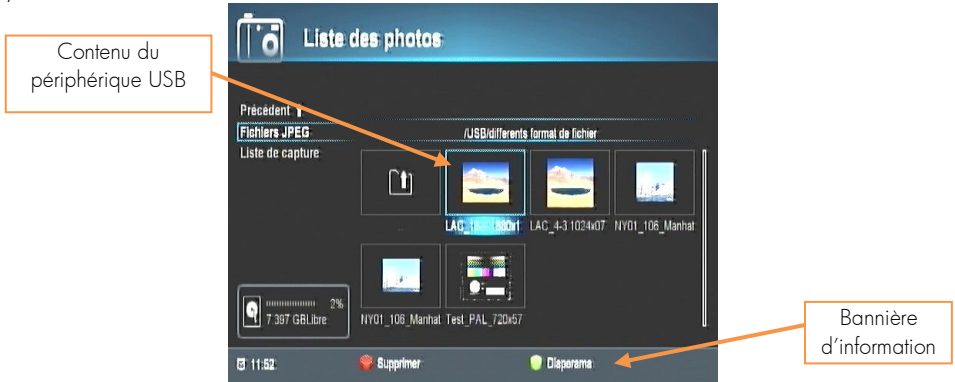 Liste des photos
Contenu du
périphérique USB
Précédent
Fichiers JPEG
/USB/differents format de fichier
Liste de capture
...
LAC_4-3 1024x07
NY01_106_Manhat
NY01_106_Manhat
Test_PAL_720x57
2%
7.397 GBLibre
Bannière
d'information
11:52
Supprimer
Diaporama